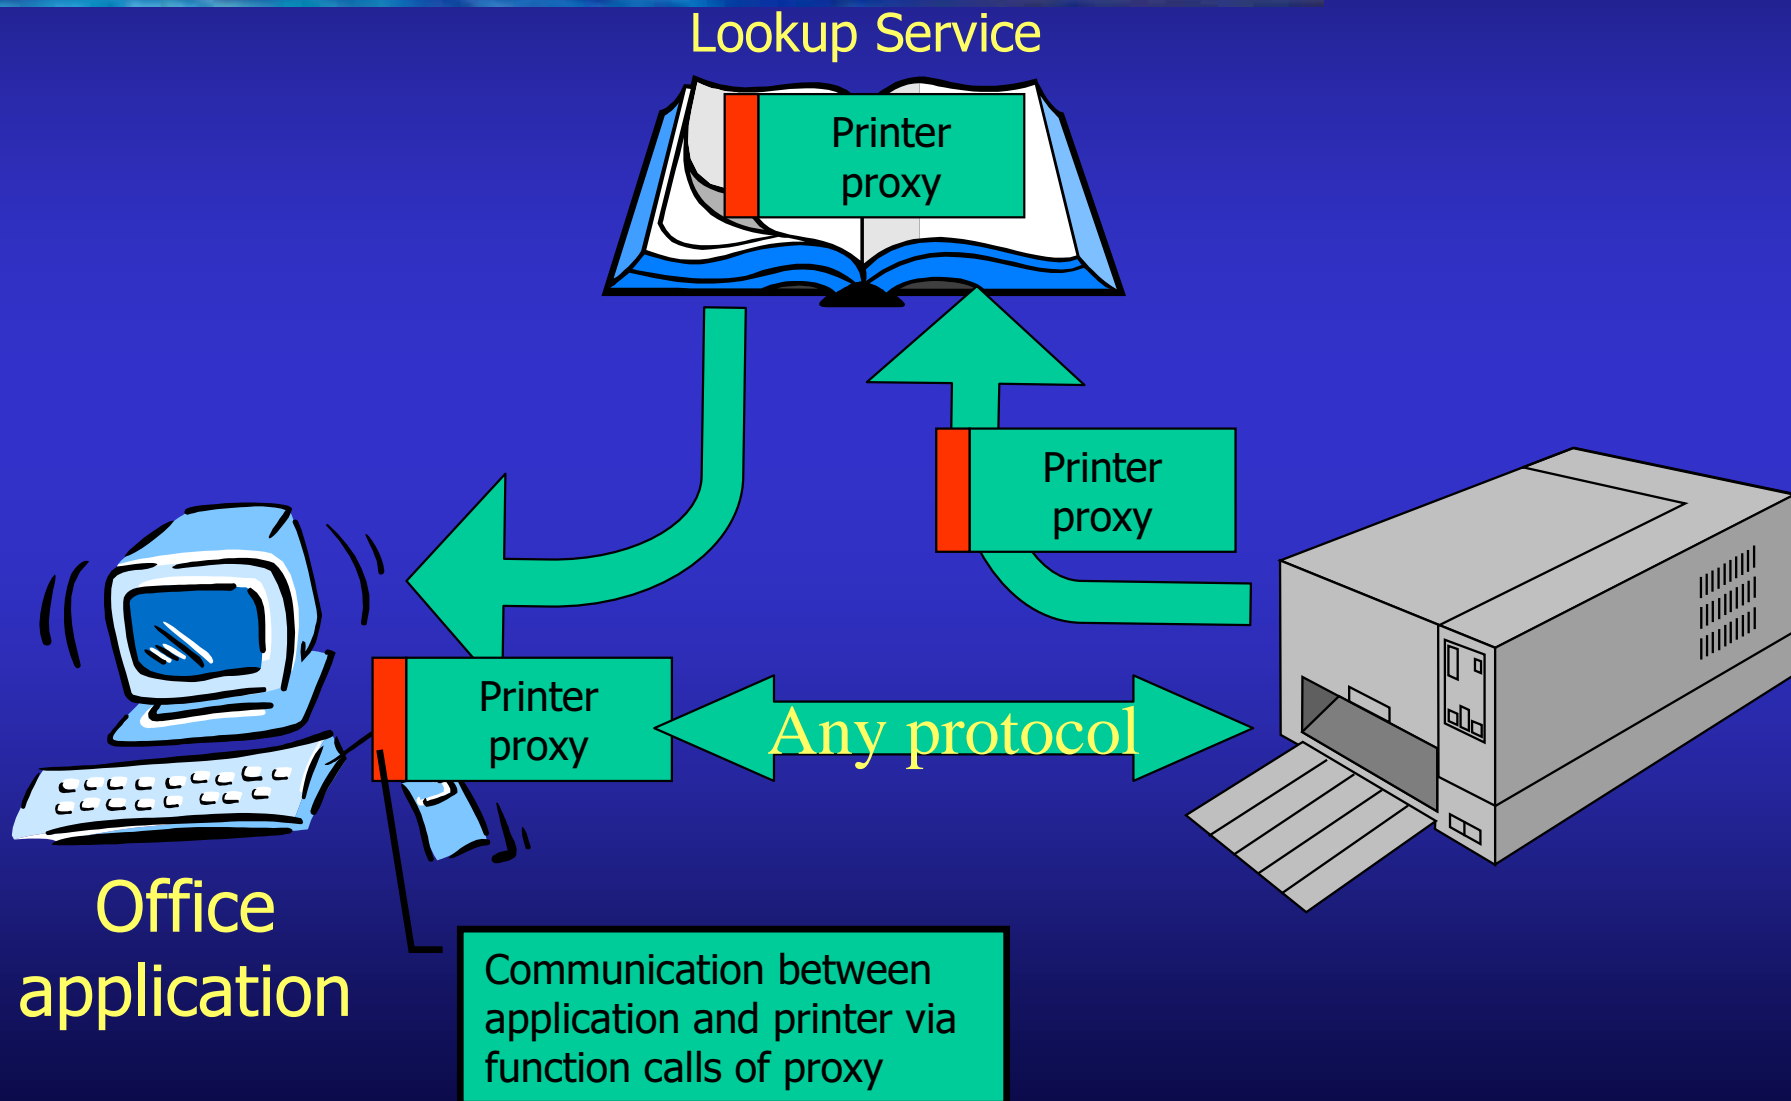 Lookup Service
Printer
proxy
Printer
proxy
Printer
proxy
Any protocol
Office
application
Communication between
application and printer via
function calls of proxy